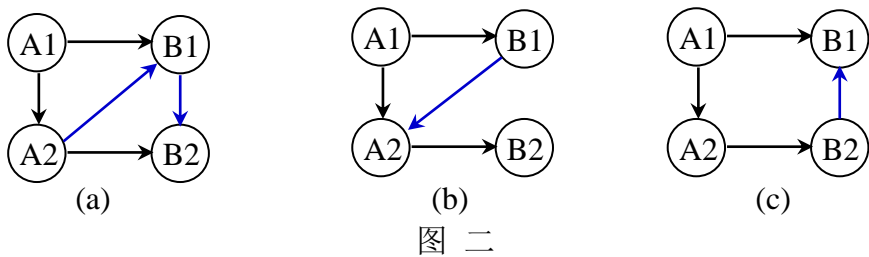 A1 B1 A1 B1 A1 B1
A2 B2 A2 B2 A2 B2
(a) (b) (c)
图 二